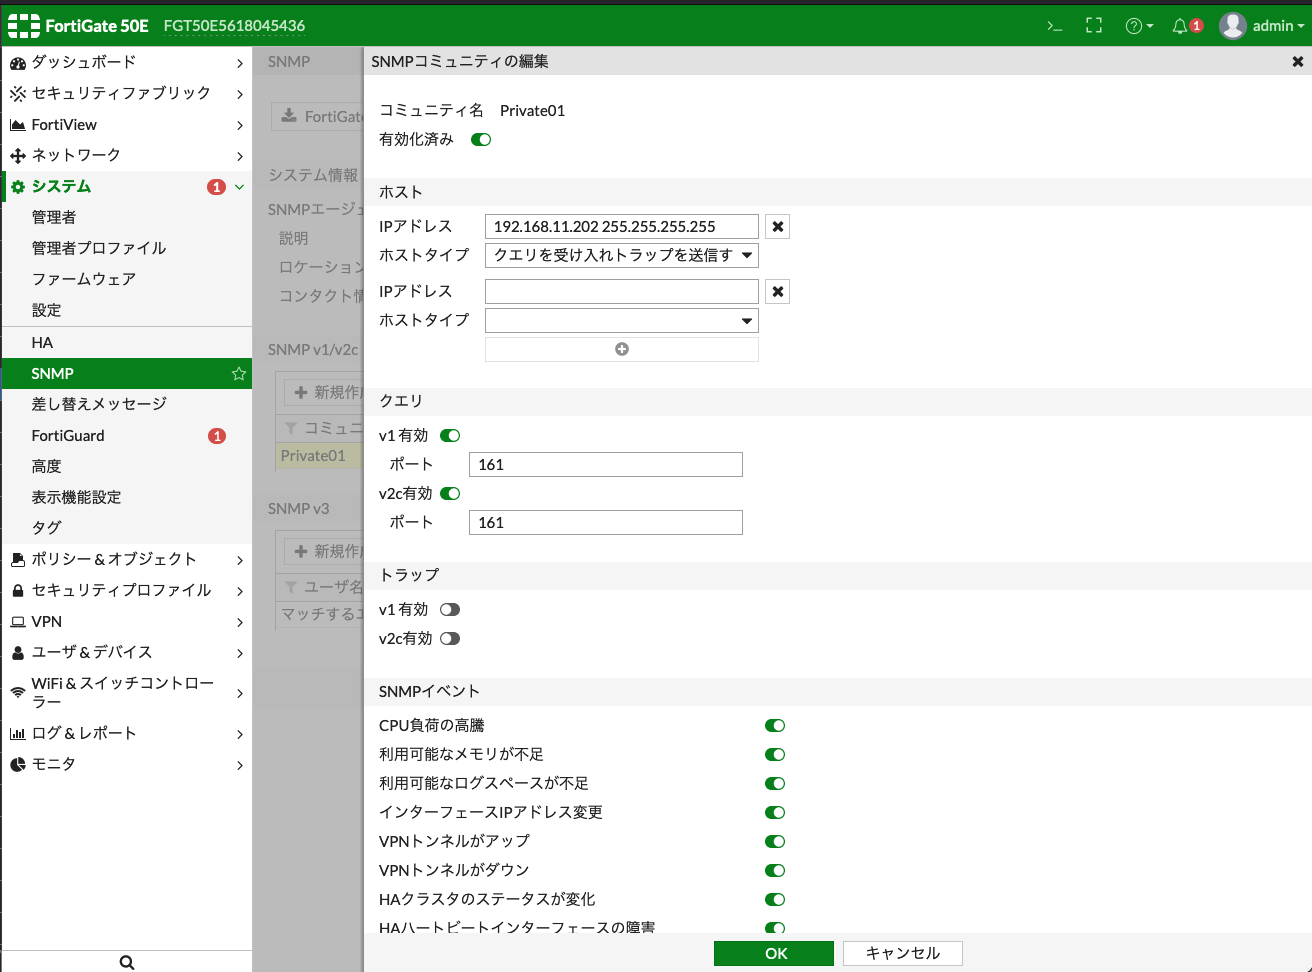 FortiGate 50E FGT50E5618045436
>_
1
admin
ダッシュボード
セキュリティファブリック
FortiView
ネットワーク
システム 1
管理者
管理者プロファイル
ファームウェア
設定
HA
SNMP
差し替えメッセージ
FortiGuard 1
高度
表示機能設定
タグ
ポリシー & オブジェクト
セキュリティプロファイル
VPN
ユーザ & デバイス
WiFi & スイッチコントロー
ラー
ログ & レポート
モニタ
SNMP
FortiGate
システム情報
SNMPエージェ
説明
ロケーション
コンタクト情
SNMP v1/v2c
新規作成
コミュニ
Private01
SNMP v3
新規作成
ユーザ名
マッチするエ
SNMPコミュニティの編集
コミュニティ名 Private01
有効化済み
ホスト
IPアドレス 192.168.11.202 255.255.255.255
ホストタイプ クエリを受け入れトラップを送信す
IPアドレス
ホストタイプ
クエリ
v1 有効
ポート 161
v2c有効
ポート 161
トラップ
v1 有効
v2c有効
SNMPイベント
CPU負荷の高騰
利用可能なメモリが不足
利用可能なログスペースが不足
インターフェースIPアドレス変更
VPNトンネルがアップ
VPNトンネルがダウン
HAクラスタのステータスが変化
HAハートビートインターフェースの障害
OK キャンセル